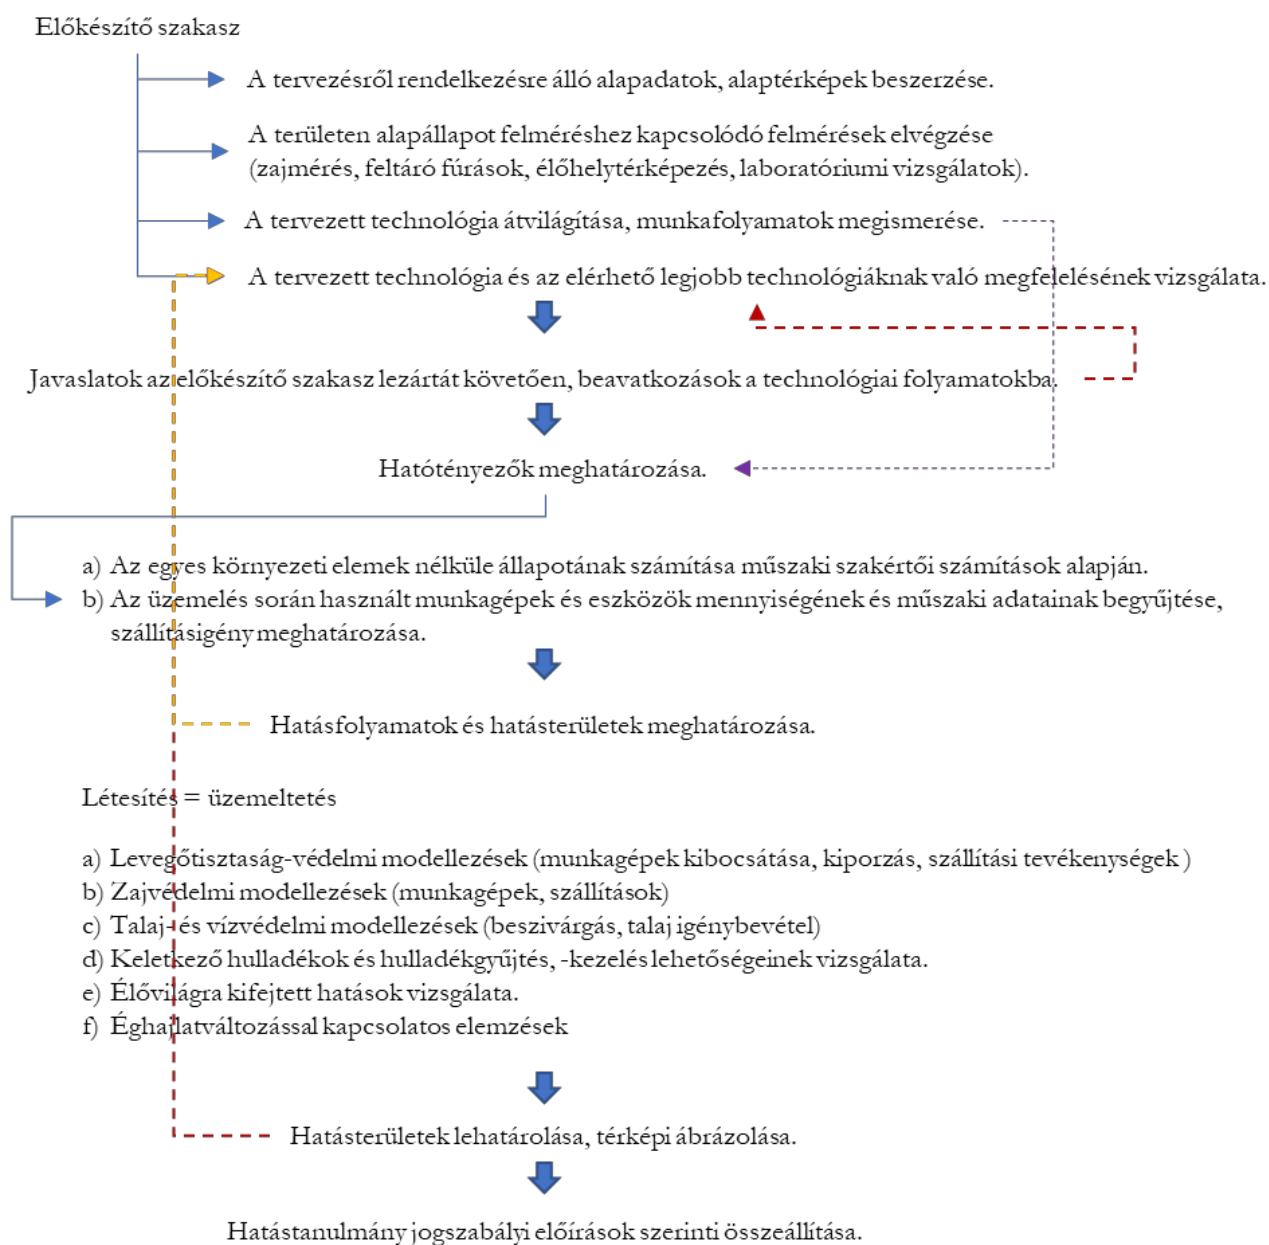 Előkészítő szakasz
A tervezésről rendelkezésre álló alapadatok, alaptérképek beszerzése.
A területen alapállapot felméréshez kapcsolódó felmérések elvégzése
(zajmérés, feltáró fúrások, élőhelytérképezés, laboratóriumi vizsgálatok).
A tervezett technológia átvilágítása, munkafolyamatok megismerése.
A tervezett technológia és az elérhető legjobb technológiáknak való megfelelésének vizsgálata.
Javaslatok az előkészítő szakasz lezártát követően, beavatkozások a technológiai folyamatokba.
Hatótényezők meghatározása.
a) Az egyes környezeti elemek nélküle állapotának számítása műszaki szakértői számítások alapján.
b) Az üzemelés során használt munkagépek és eszközök mennyiségének és műszaki adatainak begyűjtése,
szállításigény meghatározása.
Hatásfolyamatok és hatásterületek meghatározása.
Létesítés = üzemeltetés
a) Levegőtisztaság-védelmi modellezések (munkagépek kibocsátása, kiporzás, szállítási tevékenységek )
b) Zajvédelmi modellezések (munkagépek, szállítások)
c) Talaj- és vízvédelmi modellezések (beszivárgás, talaj igénybevétel)
d) Keletkező hulladékok és hulladékgyűjtés, -kezelés lehetőségeinek vizsgálata.
e) Élővilágra kifejtett hatások vizsgálata.
f) Éghajlatváltozással kapcsolatos elemzések
Hatásterületek lehatárolása, térképi ábrázolása.
Hatástanulmány jogszabályi előírások szerinti összeállítása.